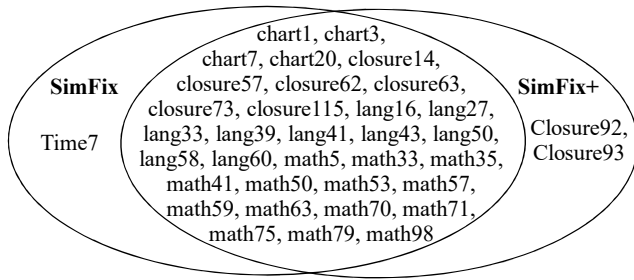 chart1, chart3,
chart7, chart20, closure14,
closure57, closure62, closure63,
closure73, closure115, lang16, lang27,
lang33, lang39, lang41, lang43, lang50,
lang58, lang60, math5, math33, math35,
math41, math50, math53, math57,
math59, math63, math70, math71,
math75, math79, math98
SimFix
Time7
SimFix+
Closure92,
Closure93